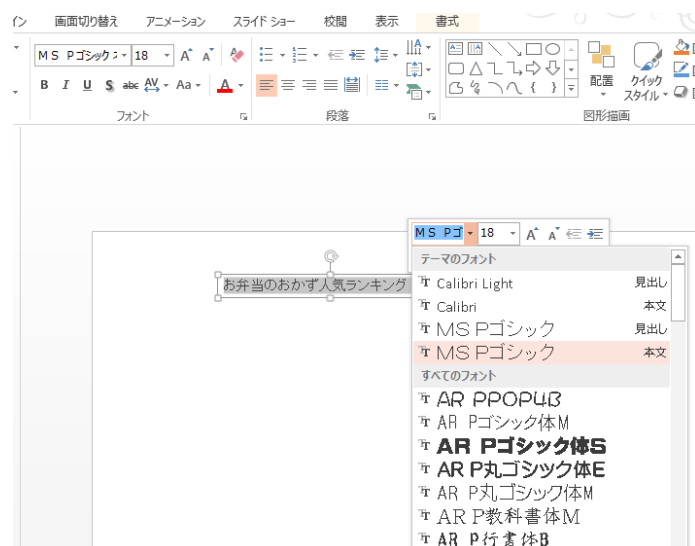 イン 画面切り替え アニメーション スライド ショー 校閲 表示 書式
ＭＳ Ｐゴシック 18 A A
B I U S abc AV Aa A
配置 クイック
スタイル
フォント 段落 図形描画
ＭＳ Ｐゴ 18 A A
テーマのフォント
お弁当のおかず人気ランキング
Calibri Light 見出し
Calibri 本文
ＭＳ Ｐゴシック 見出し
ＭＳ Ｐゴシック 本文
すべてのフォント
AR PPOP4B
AR Pゴシック体M
AR Pゴシック体S
AR P丸ゴシック体E
AR P丸ゴシック体M
AR P教科書体M
AR P行書体B